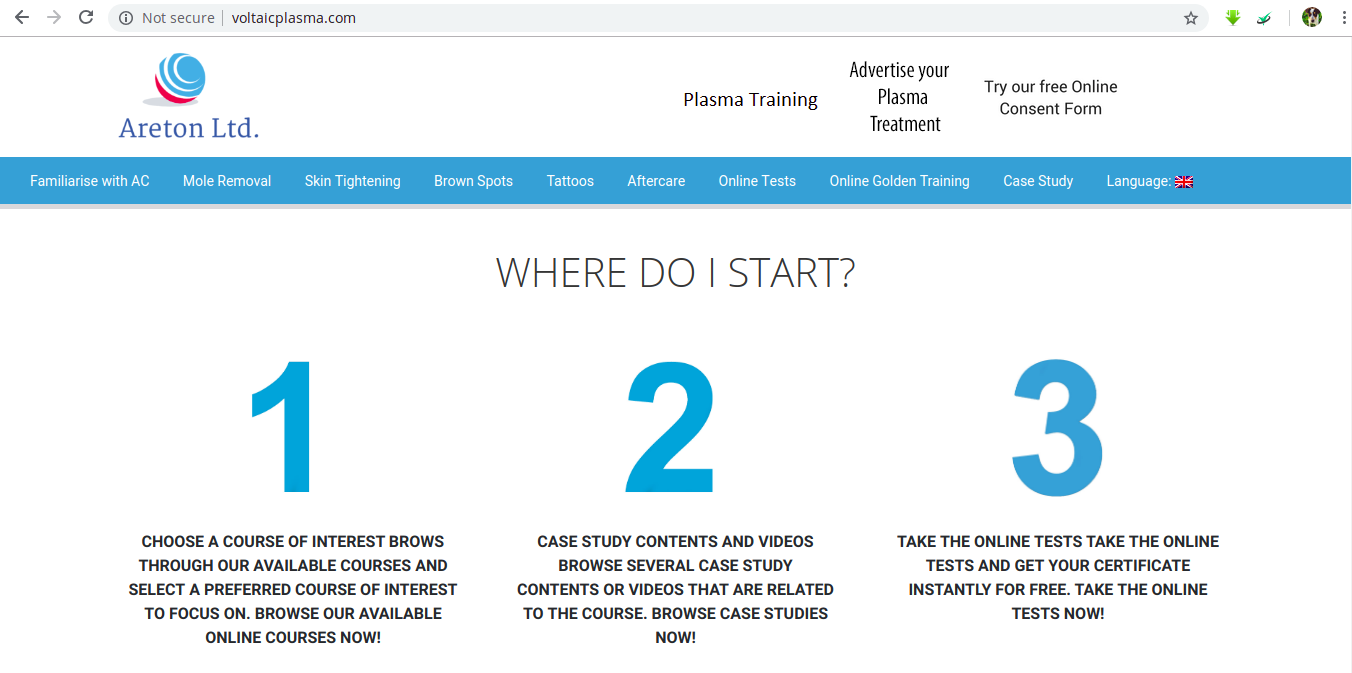 Not secure voltaicplasma.com
Areton Ltd.
Plasma Training
Advertise your
Plasma
Treatment
Try our free Online
Consent Form
Familiarise with AC Mole Removal Skin Tightening Brown Spots Tattoos Aftercare Online Tests Online Golden Training Case Study Language:
WHERE DO I START?
1
CHOOSE A COURSE OF INTEREST BROWS
THROUGH OUR AVAILABLE COURSES AND
SELECT A PREFERRED COURSE OF INTEREST
TO FOCUS ON. BROWSE OUR AVAILABLE
ONLINE COURSES NOW!
2
CASE STUDY CONTENTS AND VIDEOS
BROWSE SEVERAL CASE STUDY
CONTENTS OR VIDEOS THAT ARE RELATED
TO THE COURSE. BROWSE CASE STUDIES
NOW!
3
TAKE THE ONLINE TESTS TAKE THE ONLINE
TESTS AND GET YOUR CERTIFICATE
INSTANTLY FOR FREE. TAKE THE ONLINE
TESTS NOW!